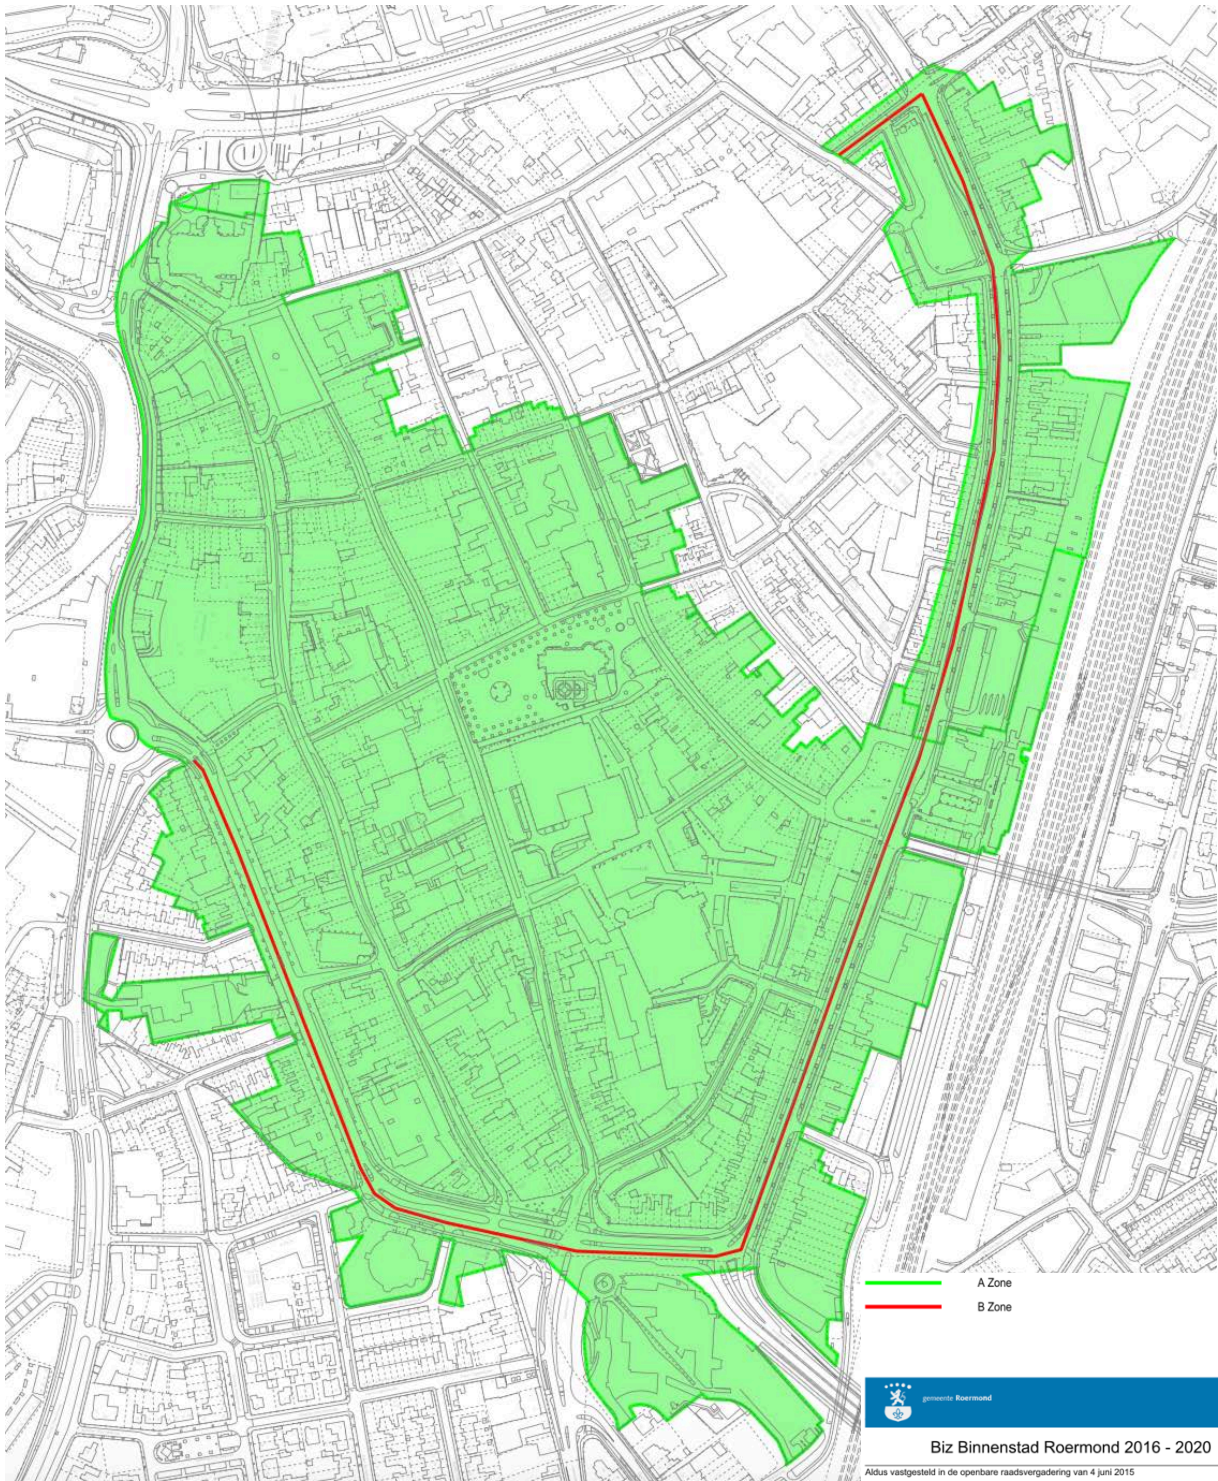 A Zone
B Zone
gemeente Roermond
Biz Binnenstad Roermond 2016 - 2020
Aldus vastgesteld in de openbare raadsvergadering van 4 juni 2015